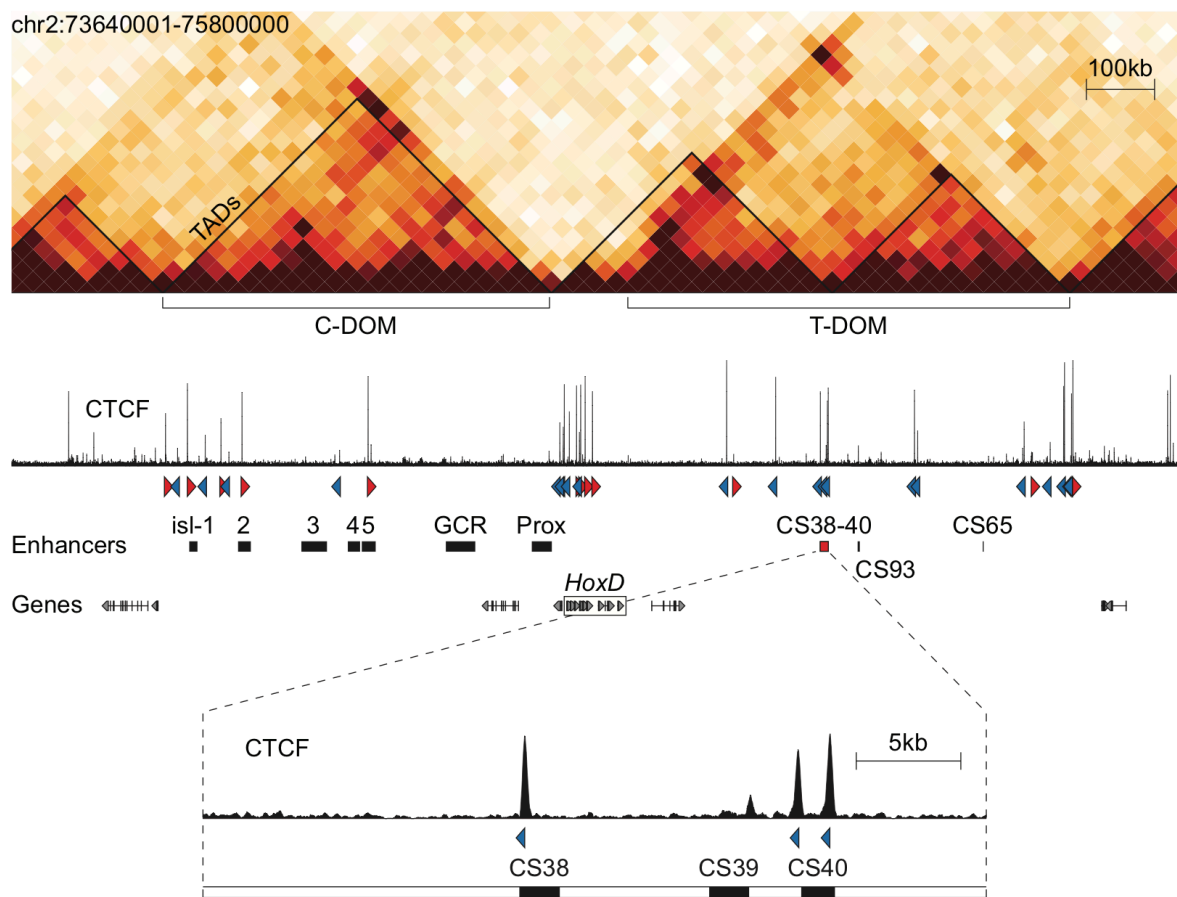 chr2:73640001-75800000
100kb
TADs
C-DOM
T-DOM
CTCF
isl-1 2 3 4 5 GCR Prox CS38-40 CS65
Enhancers
CS93
HoxD
Genes
CTCF
5kb
CS38 CS39 CS40